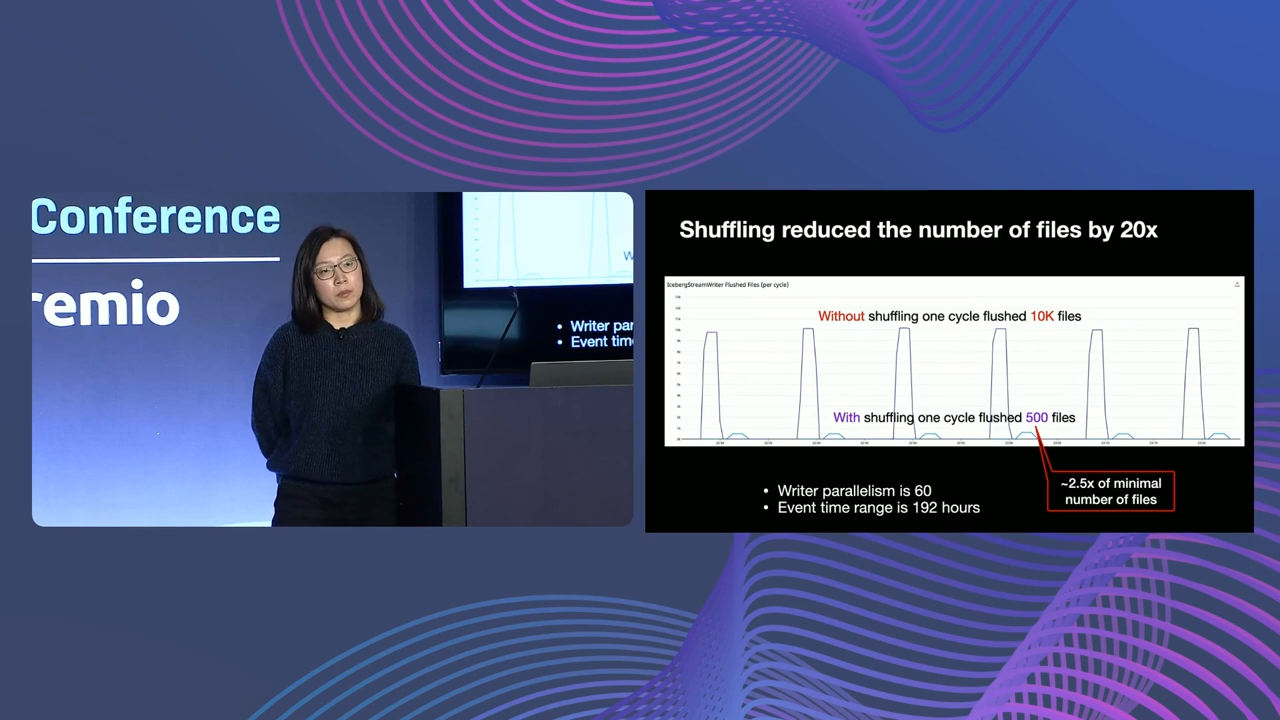 Conference
remio
Writer par
Event time
Shuffling reduced the number of files by 20x
IcebergStreamWriter Flushed Files (per cycle)
Without shuffling one cycle flushed 10K files
With shuffling one cycle flushed 500 files
~2.5x of minimal
number of files
• Writer parallelism is 60
• Event time range is 192 hours